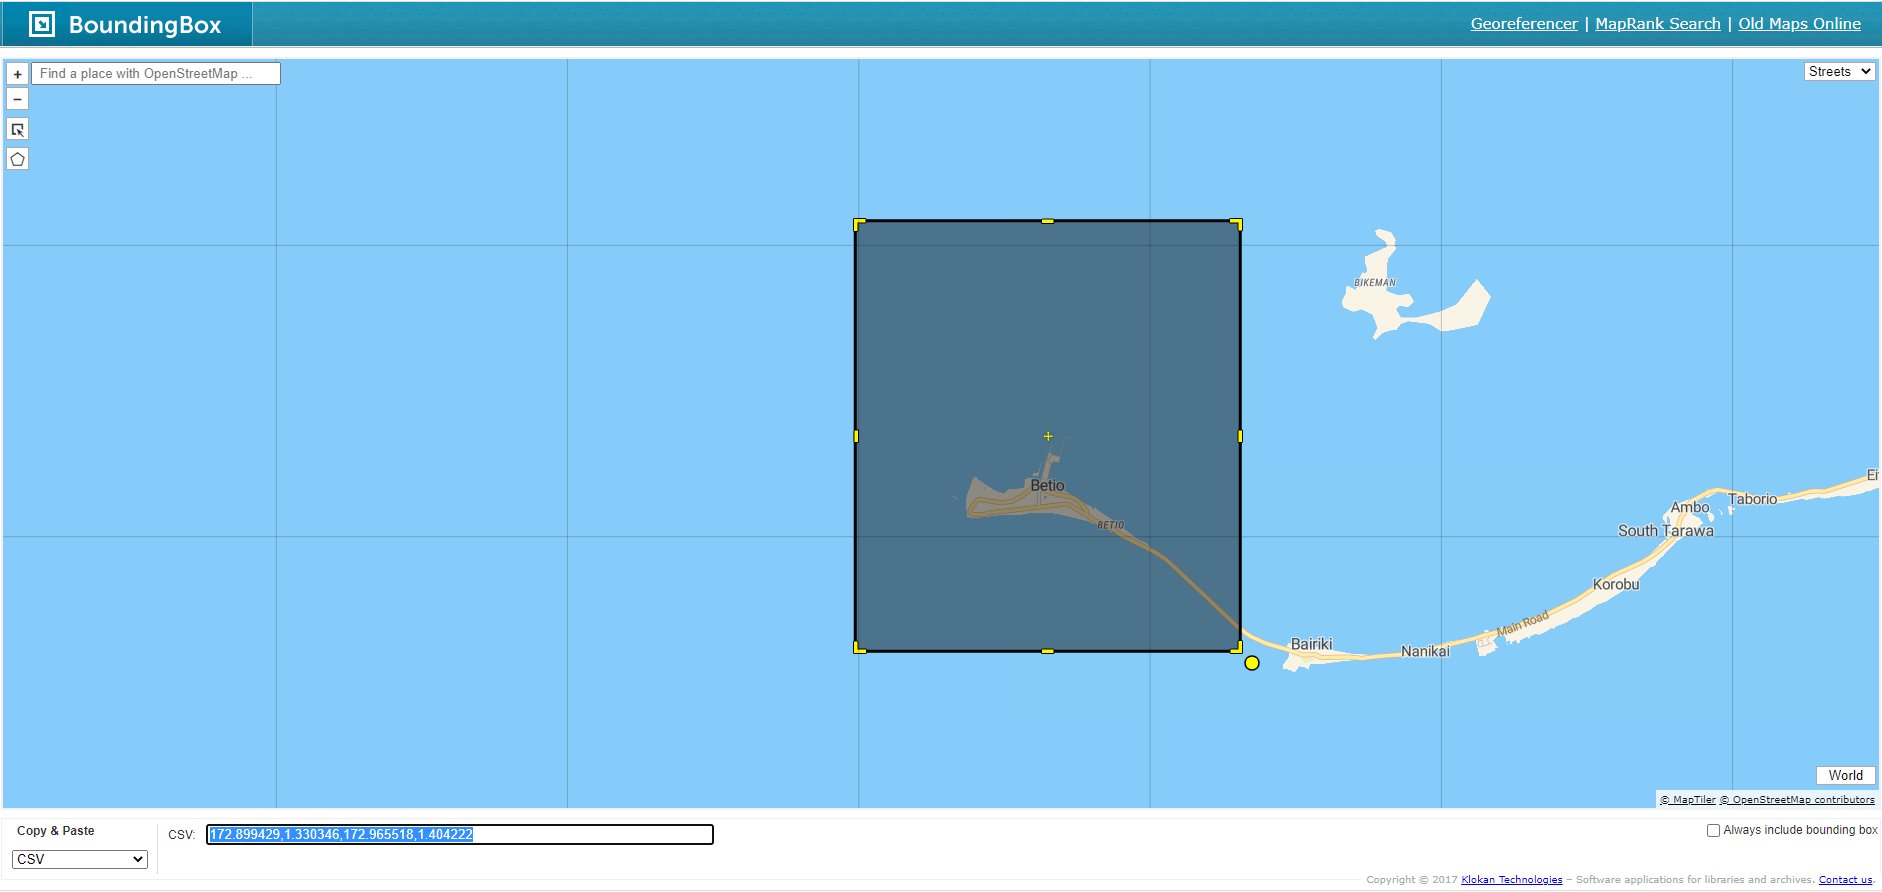 BoundingBox
Georeferencer | MapRank Search | Old Maps Online
+
Find a place with OpenStreetMap ...
Streets
−
BIKEMAN
Betio
BETIO
Ambo
Taborio
South Tarawa
Korobu
Main Road
Bairiki
Nanikai
World
© MapTiler © OpenStreetMap contributors
Copy & Paste
CSV
CSV:
172.899429,1.330346,172.965518,1.404222
Always include bounding box
Copyright © 2017 Klokan Technologies – Software applications for libraries and archives. Contact us.